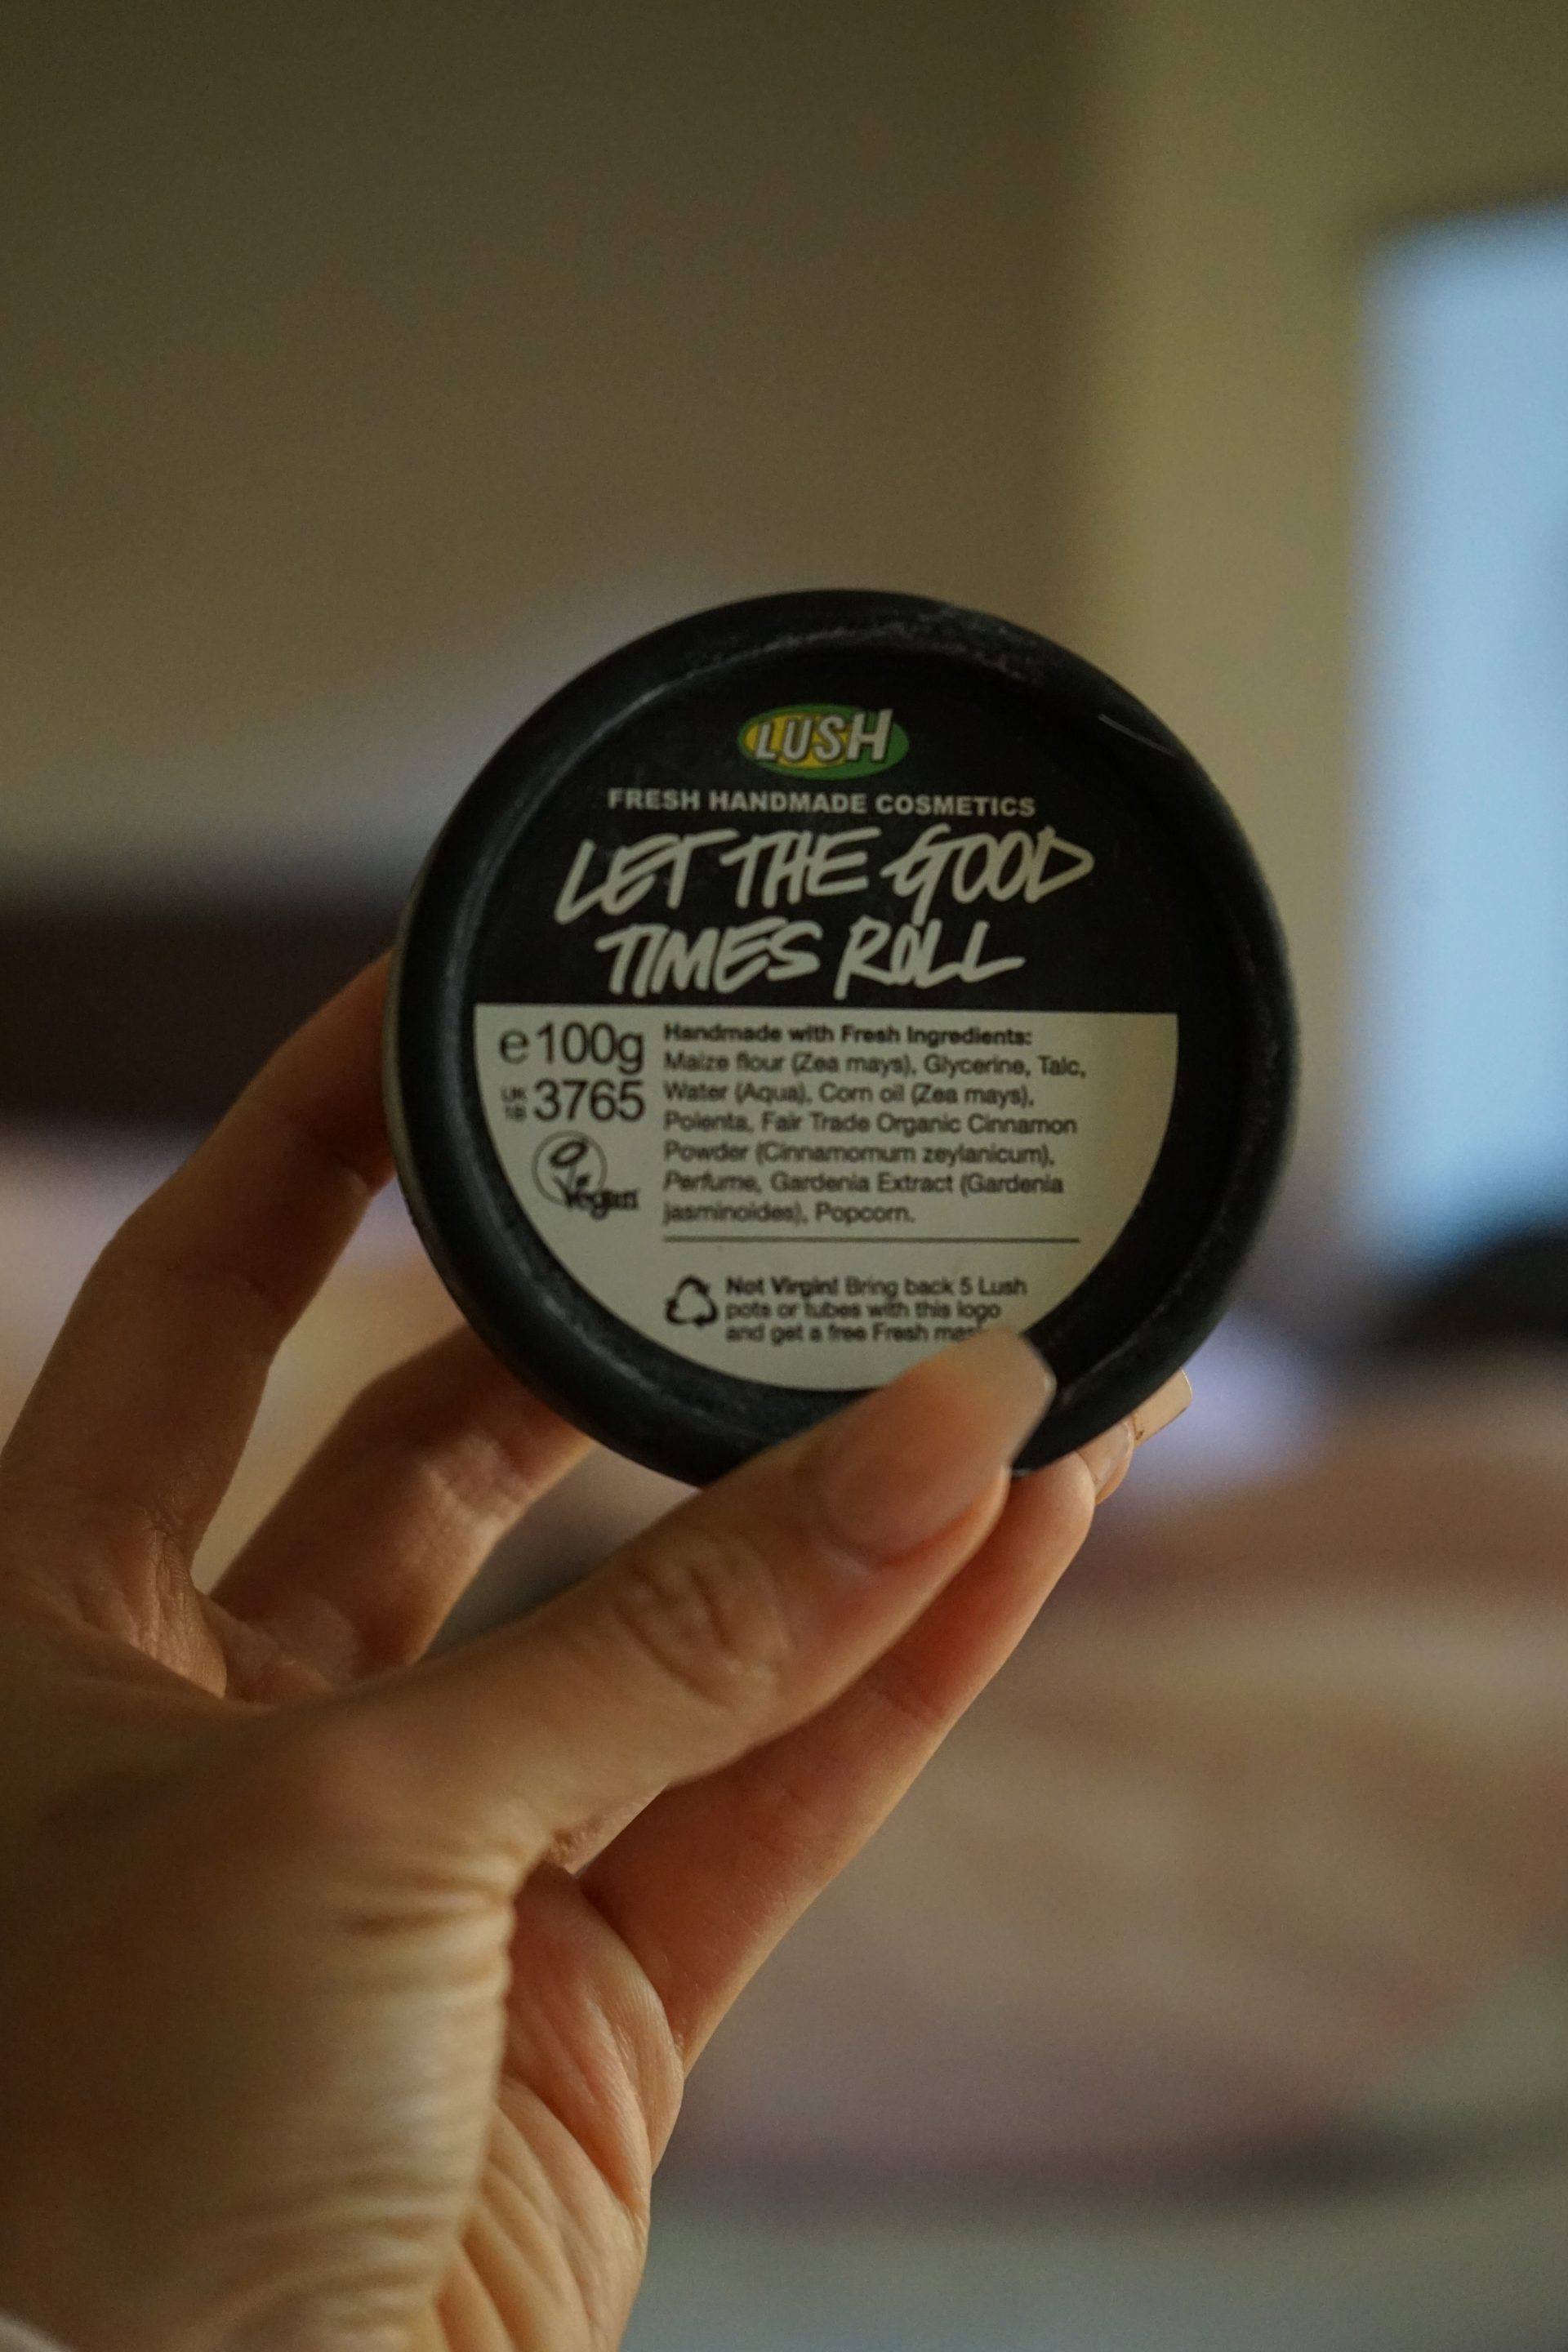 LUSH
FRESH HANDMADE COSMETICS
LET THE GOOD
TIMES ROLL
e 100g
UK 3765
Vegan
Handmade with Fresh Ingredients:
Maize flour (Zea mays), Glycerine, Talc,
Water (Aqua), Corn oil (Zea mays),
Polenta, Fair Trade Organic Cinnamon
Powder (Cinnamomum zeylanicum),
Perfume, Gardenia Extract (Gardenia
jasminoides), Popcorn.
Not Virgin! Bring back 5 Lush
pots or tubes with this logo
and get a free Fresh